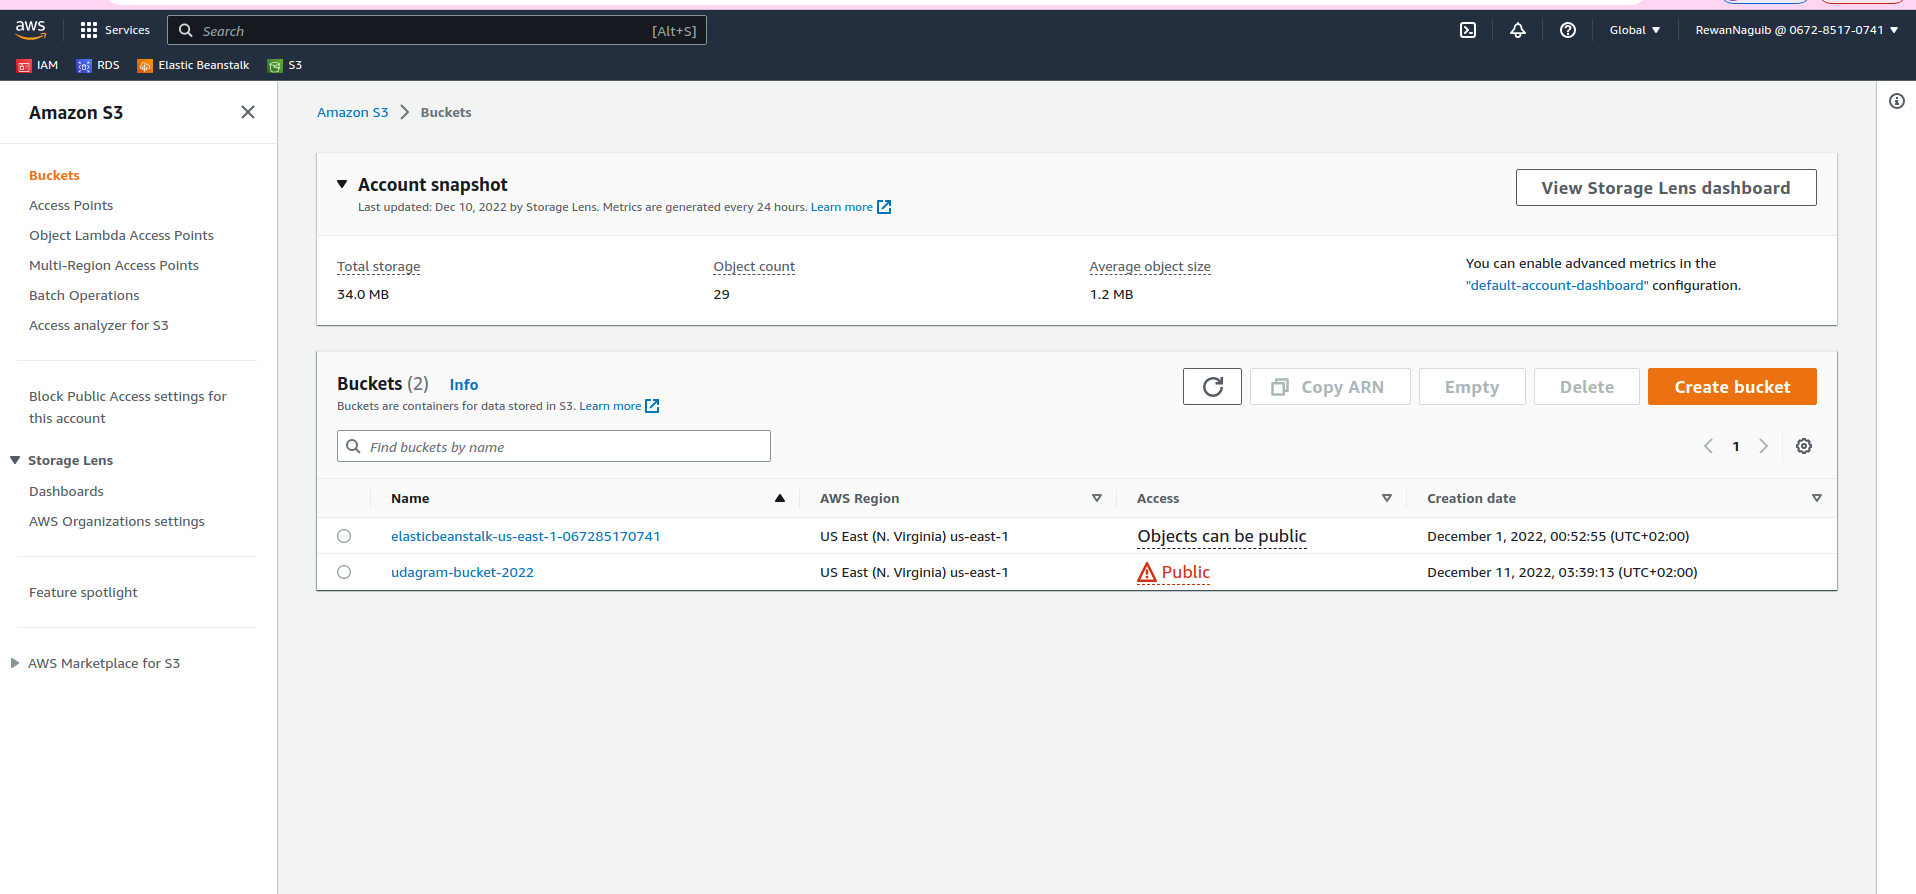 aws
Services
Search
[Alt+S]
Global
RewanNaguib @ 0672-8517-0741
IAM
RDS
Elastic Beanstalk
S3
Amazon S3
Buckets
Access Points
Object Lambda Access Points
Multi-Region Access Points
Batch Operations
Access analyzer for S3
Block Public Access settings for
this account
Storage Lens
Dashboards
AWS Organizations settings
Feature spotlight
AWS Marketplace for S3
Amazon S3 Buckets
Account snapshot
Last updated: Dec 10, 2022 by Storage Lens. Metrics are generated every 24 hours. Learn more
View Storage Lens dashboard
Total storage
34.0 MB
Object count
29
Average object size
1.2 MB
You can enable advanced metrics in the
"default-account-dashboard" configuration.
Buckets (2) Info
Buckets are containers for data stored in S3. Learn more
Copy ARN
Empty
Delete
Create bucket
Find buckets by name
1
Name AWS Region Access Creation date
elasticbeanstalk-us-east-1-067285170741 US East (N. Virginia) us-east-1 Objects can be public December 1, 2022, 00:52:55 (UTC+02:00)
udagram-bucket-2022 US East (N. Virginia) us-east-1 Public December 11, 2022, 03:39:13 (UTC+02:00)